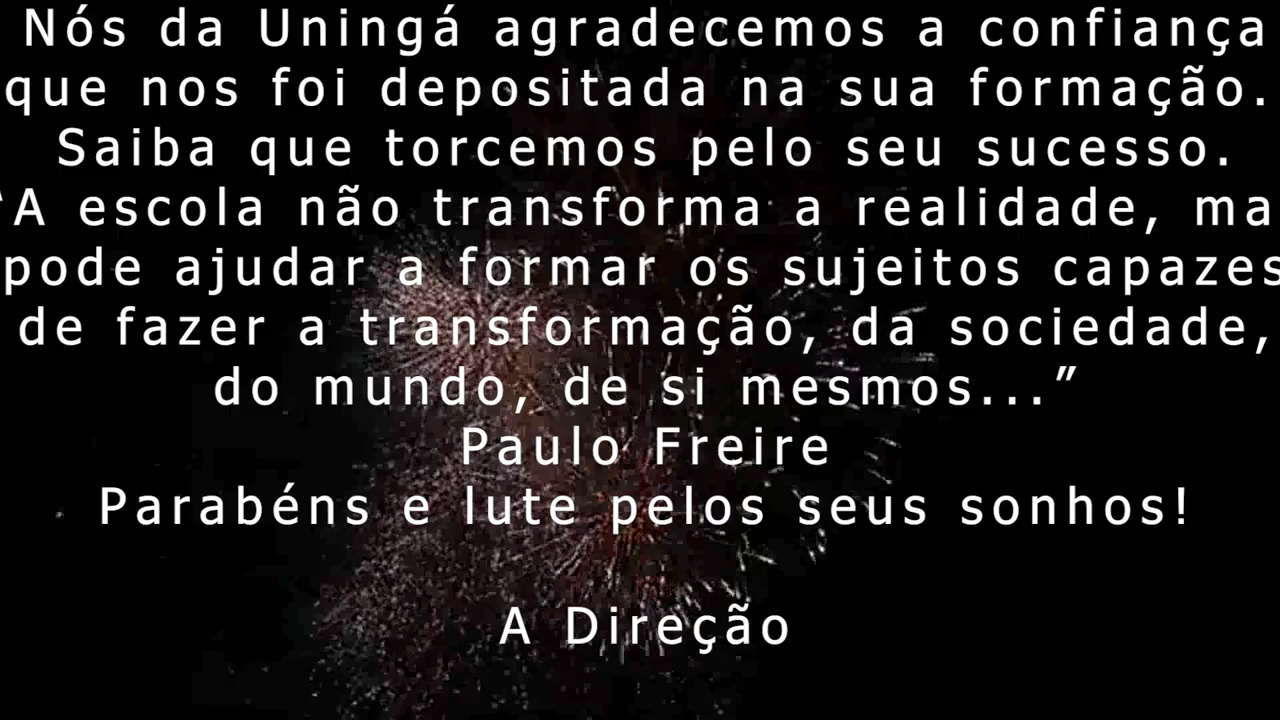 Nós da Uningá agradecemos a confiança
que nos foi depositada na sua formação.
Saiba que torcemos pelo seu sucesso.
“A escola não transforma a realidade, ma
pode ajudar a formar os sujeitos capazes
de fazer a transformação, da sociedade,
do mundo, de si mesmos...”
Paulo Freire
Parabéns e lute pelos seus sonhos!
A Direção